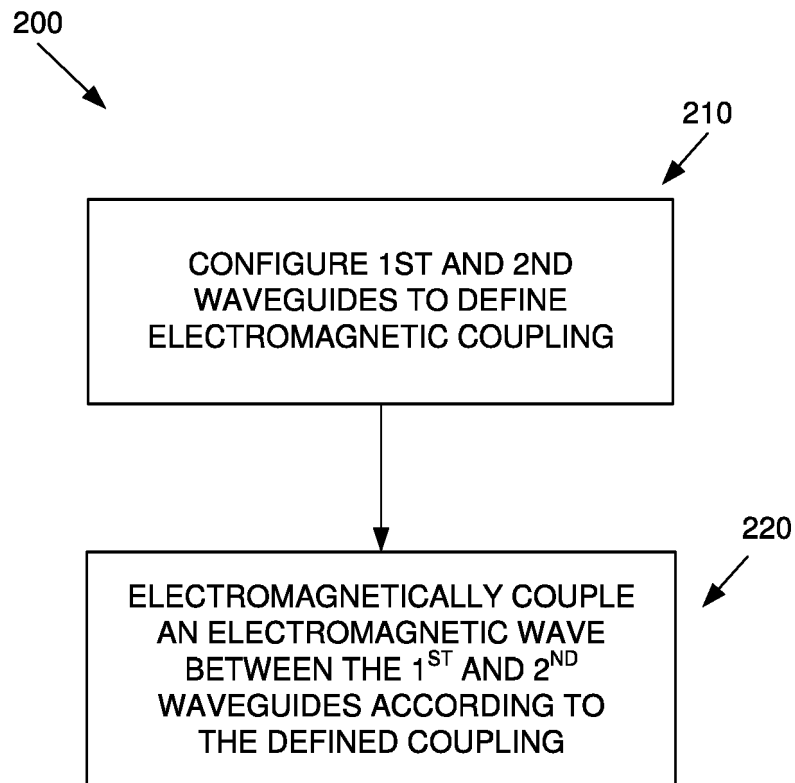 200
210
CONFIGURE 1ST AND 2ND
WAVEGUIDES TO DEFINE
ELECTROMAGNETIC COUPLING
220
ELECTROMAGNETICALLY COUPLE
AN ELECTROMAGNETIC WAVE
BETWEEN THE 1ST AND 2ND
WAVEGUIDES ACCORDING TO
THE DEFINED COUPLING